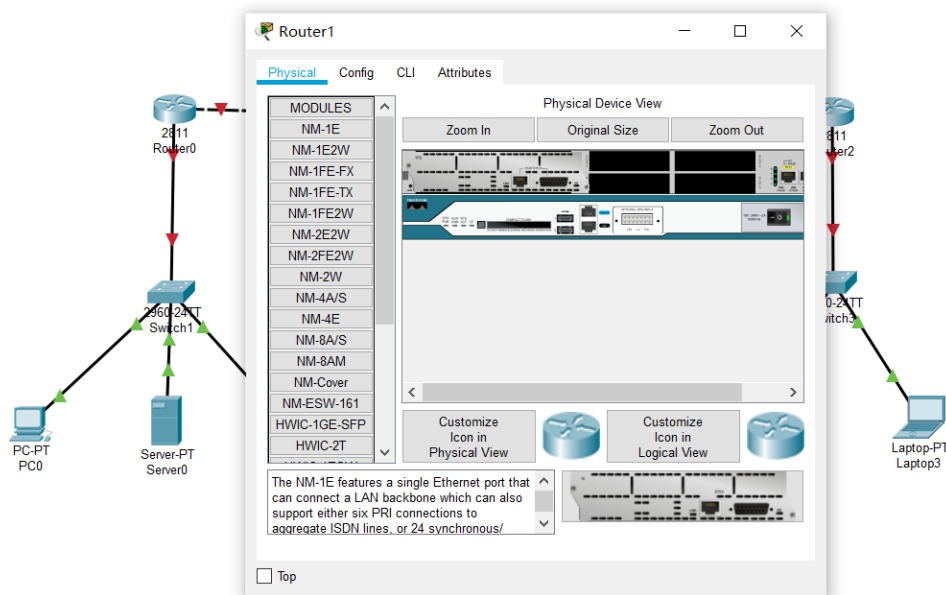 Router1
Physical
Config
CLI
Attributes
MODULES
NM-1E
NM-1E2W
NM-1FE-FX
NM-1FE-TX
NM-1FE2W
NM-2E2W
NM-2FE2W
NM-2W
NM-4A/S
NM-4E
NM-8A/S
NM-8AM
NM-Cover
NM-ESW-161
HWIC-1GE-SFP
HWIC-2T
Physical Device View
Zoom In
Original Size
Zoom Out
Customize
Icon in
Physical View
Customize
Icon in
Logical View
The NM-1E features a single Ethernet port that
can connect a LAN backbone which can also
support either six PRI connections to
aggregate ISDN lines, or 24 synchronous/
Top
2811
Router0
2960-24TT
Switch1
PC-PT
PC0
Server-PT
Server0
811
uter2
0-24TT
witch3
Laptop-PT
Laptop3